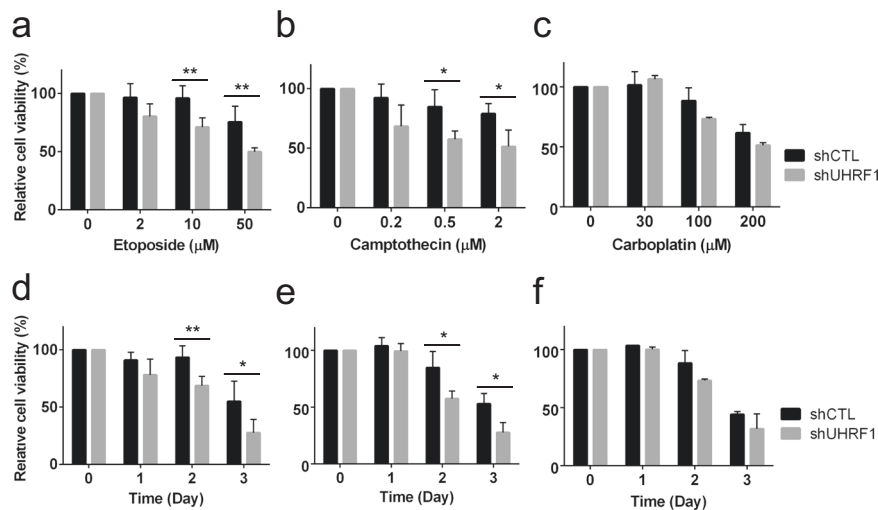 a
b
c
Relative cell viability (%)
100
50
0
**
**
0 2 10 50
Etoposide (μM)
100
50
0
*
*
0 0.2 0.5 2
Camptothecin (μM)
100
50
0
0 30 100 200
Carboplatin (μM)
shCTL
shUHRF1
d
e
f
Relative cell viability (%)
100
50
0
**
*
0 1 2 3
Time (Day)
100
50
0
*
*
0 1 2 3
Time (Day)
100
50
0
0 1 2 3
Time (Day)
shCTL
shUHRF1